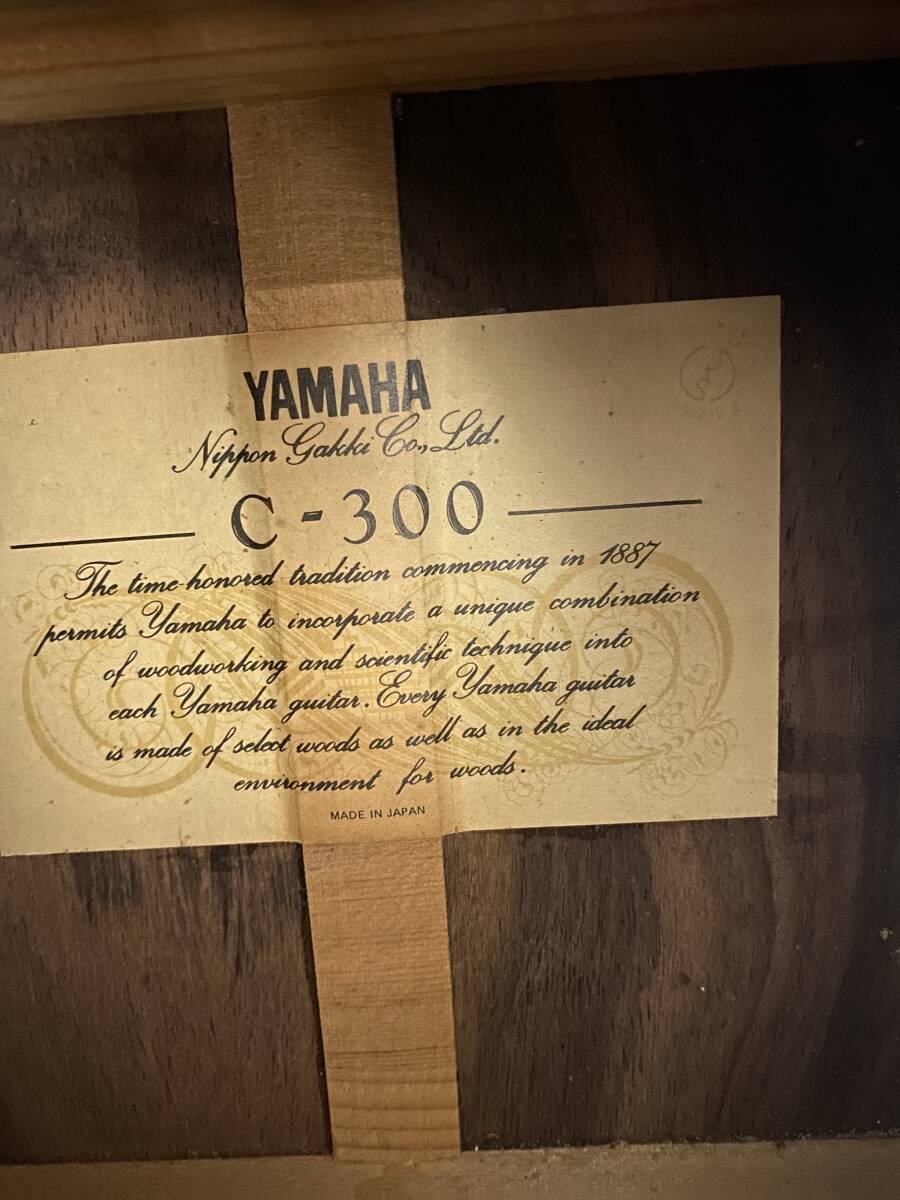 YAMAHA
Nippon Gakki Co., Ltd.
C-300
The time-honored tradition commencing in 1887
permits Yamaha to incorporate a unique combination
of woodworking and scientific technique into
each Yamaha guitar. Every Yamaha guitar
is made of select woods as well as in the ideal
environment for woods.
MADE IN JAPAN